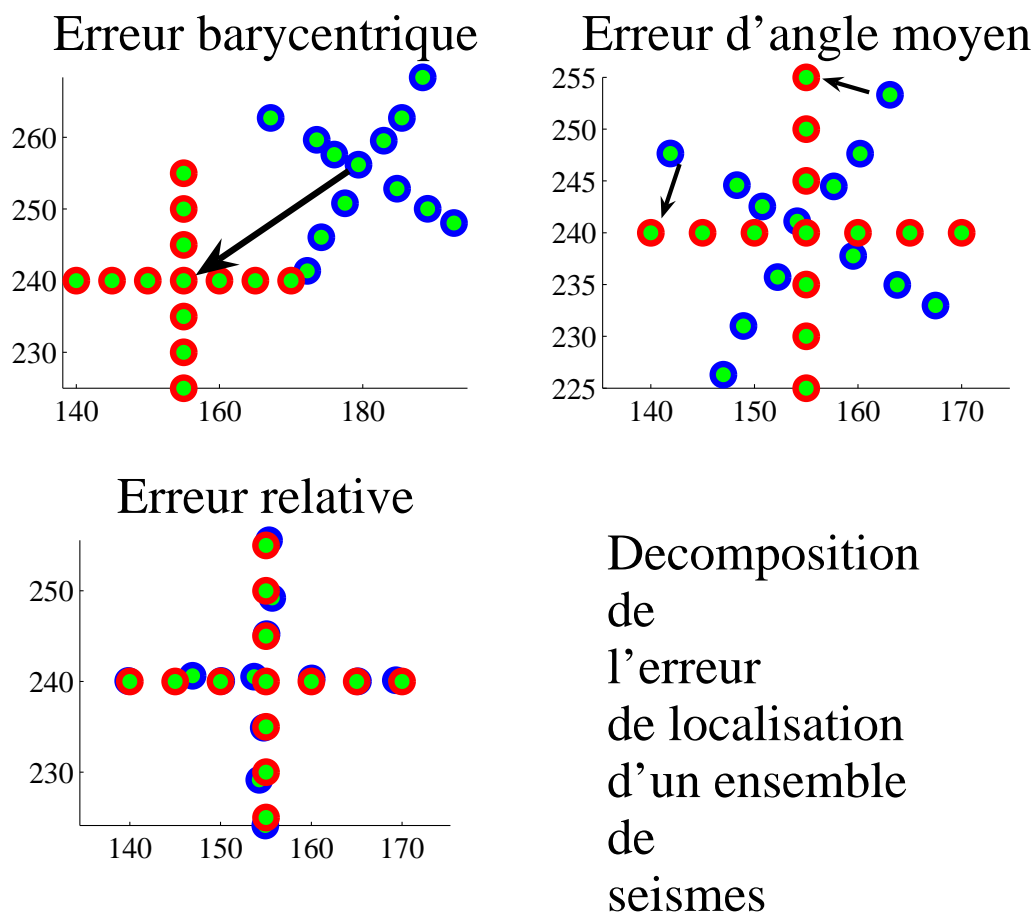 Erreur barycentrique
260
250
240
230
140 160 180
Erreur d’angle moyen
255
250
245
240
235
230
225
140 150 160 170
Erreur relative
250
240
230
140 150 160 170
Decomposition
de
l’erreur
de localisation
d’un ensemble
de
seismes